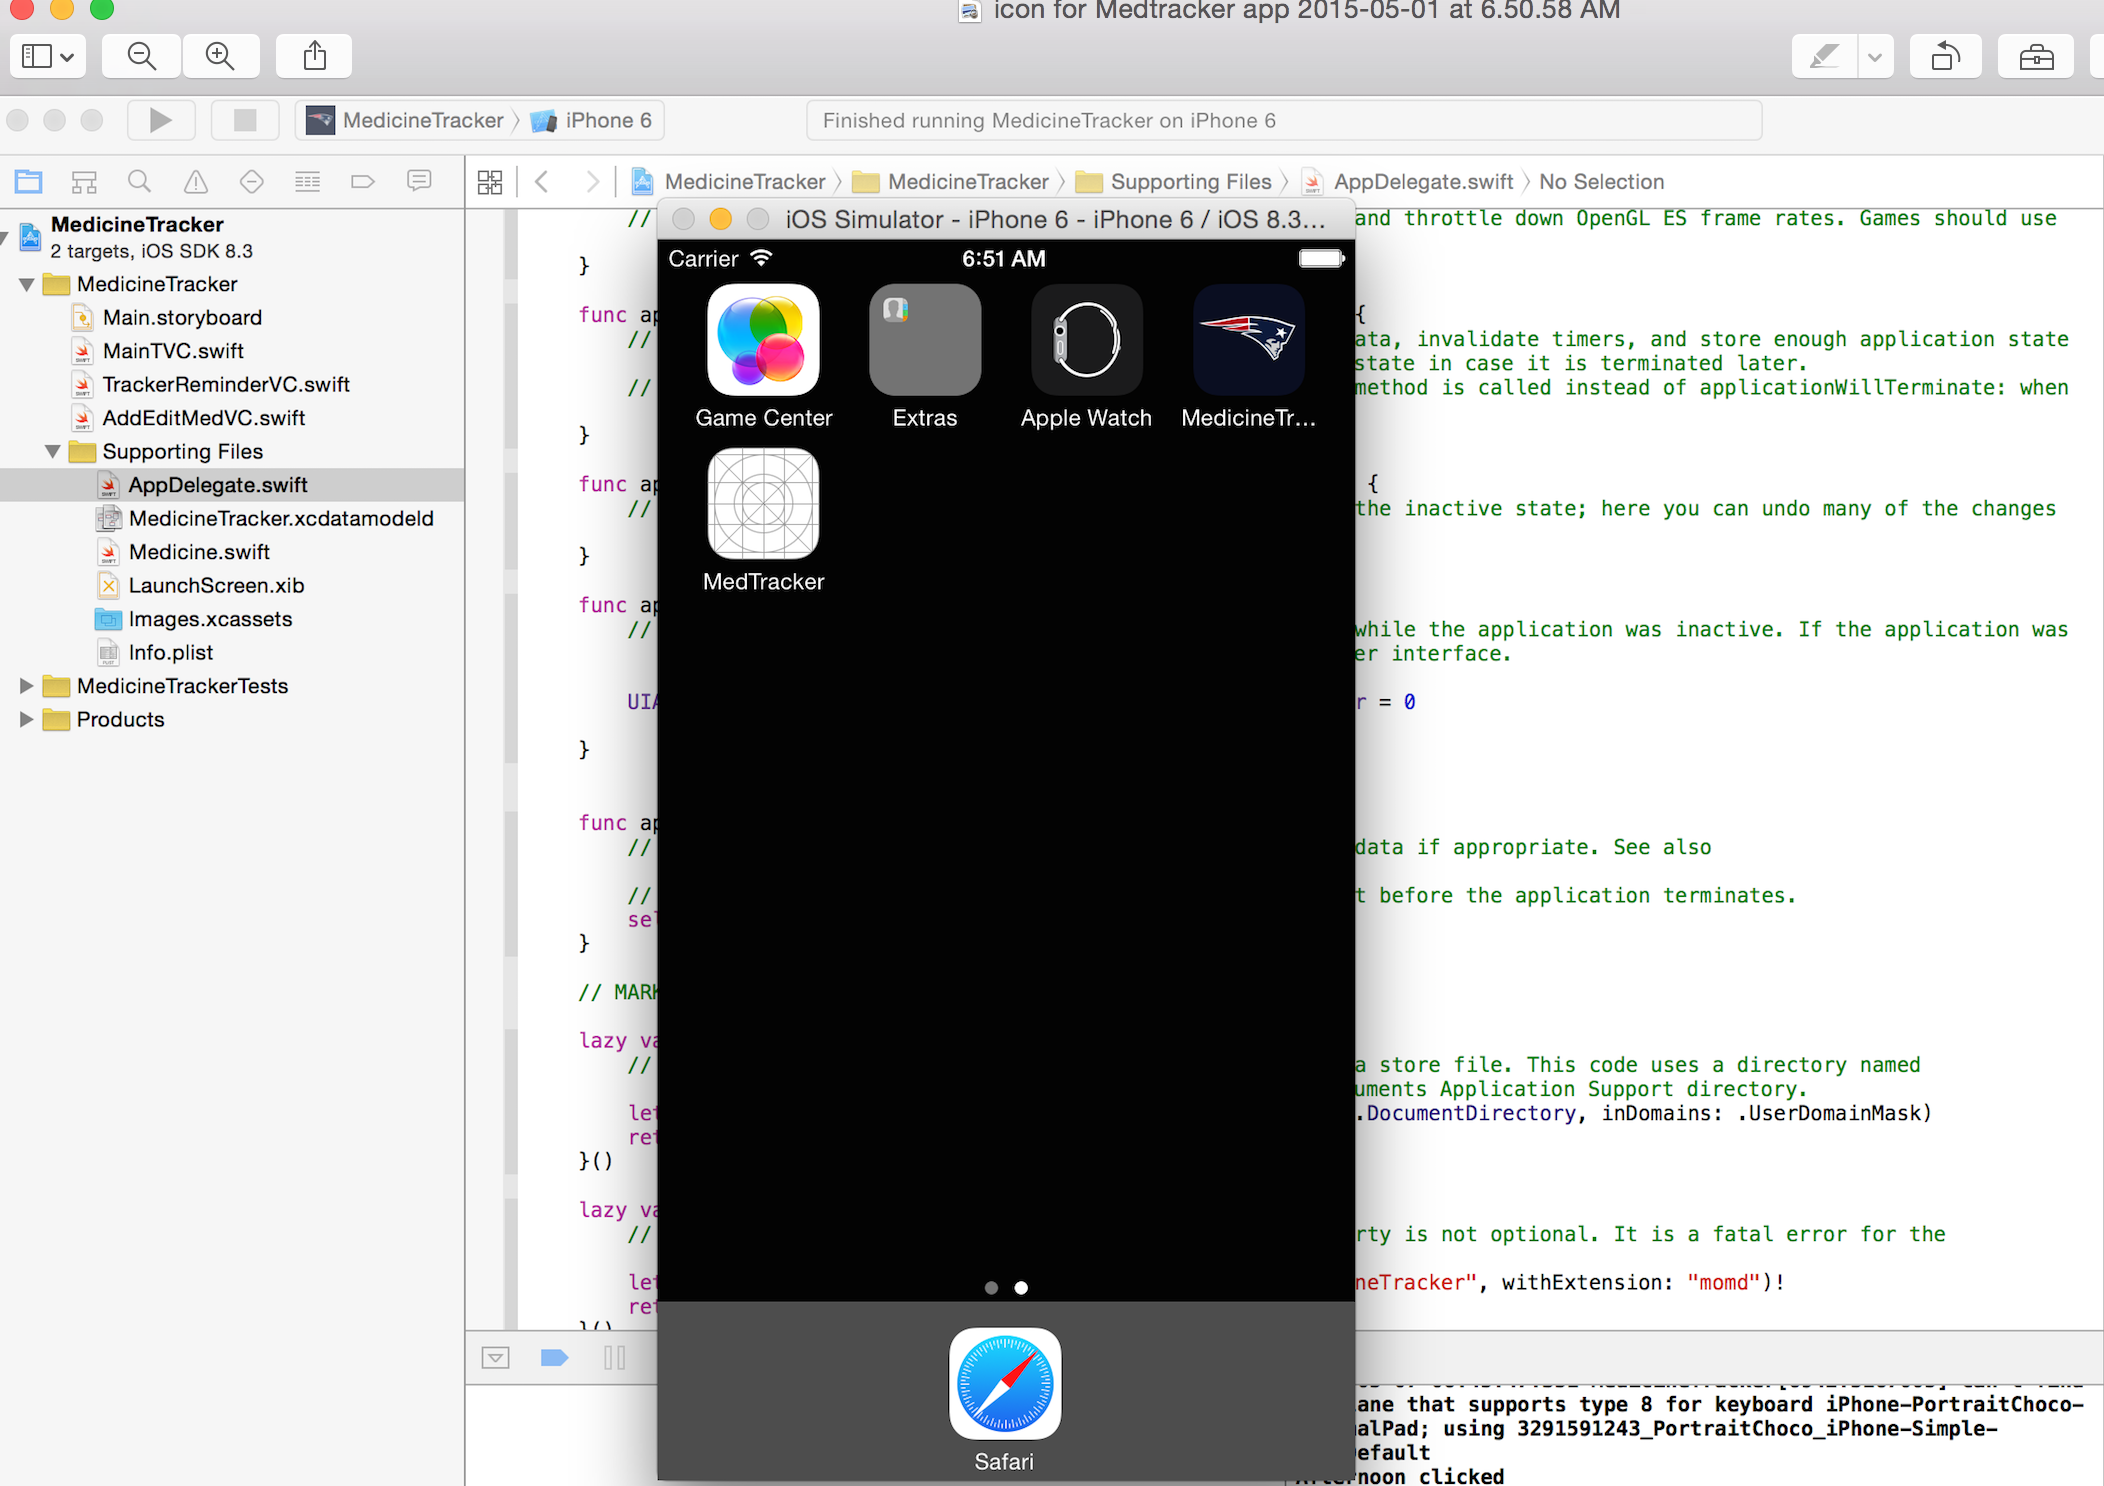 icon for Medtracker app 2015-05-01 at 6.50.58 AM
MedicineTracker
iPhone 6
Finished running MedicineTracker on iPhone 6
MedicineTracker
MedicineTracker
Supporting Files
AppDelegate.swift
No Selection
MedicineTracker
2 targets, iOS SDK 8.3
MedicineTracker
Main.storyboard
MainTVC.swift
TrackerReminderVC.swift
AddEditMedVC.swift
Supporting Files
AppDelegate.swift
MedicineTracker.xcdatamodeld
Medicine.swift
LaunchScreen.xib
Images.xcassets
Info.plist
MedicineTrackerTests
Products
iOS Simulator - iPhone 6 - iPhone 6 / iOS 8.3...
Carrier
6:51 AM
Game Center
Extras
Apple Watch
MedicineTr...
MedTracker
Safari
// and throttle down OpenGL ES frame rates. Games should use
}
func ap {
// ata, invalidate timers, and store enough application state
state in case it is terminated later.
// method is called instead of applicationWillTerminate: when
}
func ap {
// the inactive state; here you can undo many of the changes
}
func ap
// while the application was inactive. If the application was
er interface.
UIA r = 0
}
func ap
// data if appropriate. See also
// t before the application terminates.
sel
}
// MARK
lazy va
// a store file. This code uses a directory named
uments Application Support directory.
let .DocumentDirectory, inDomains: .UserDomainMask)
ret
}()
lazy va
// rty is not optional. It is a fatal error for the
let neTracker", withExtension: "momd")!
ret
}()
lane that supports type 8 for keyboard iPhone-PortraitChoco-
alPad; using 3291591243_PortraitChoco_iPhone-Simple-
efault
noon clicked